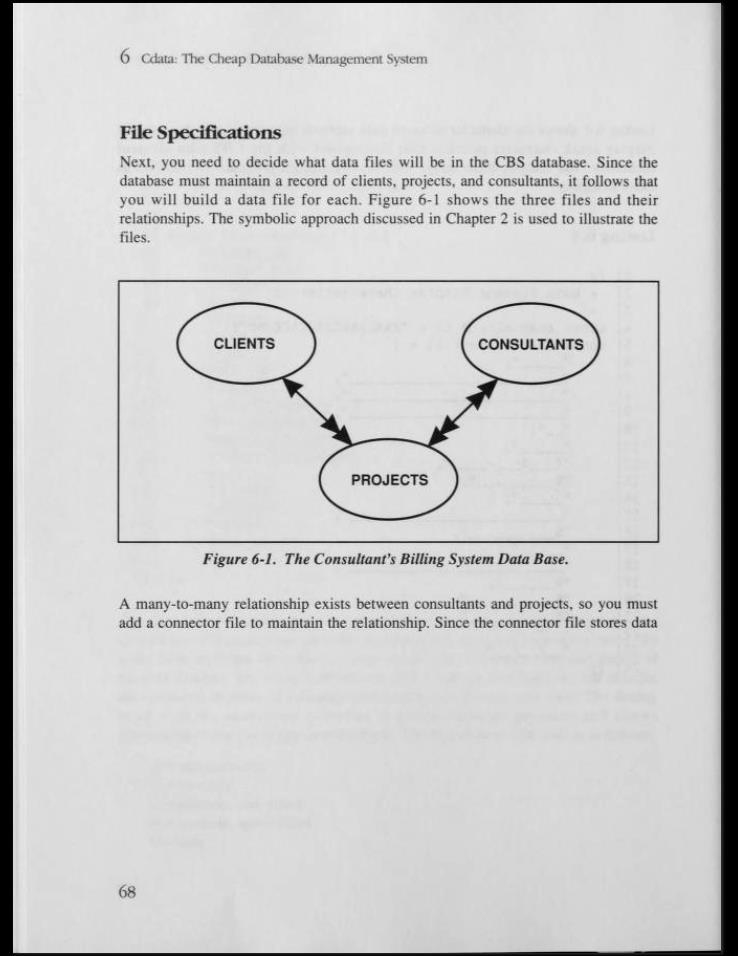 6 Cdata: The Cheap Database Management System
File Specifications
Next, you need to decide what data files will be in the CBS database. Since the
database must maintain a record of clients, projects, and consultants, it follows that
you will build a data file for each. Figure 6-1 shows the three files and their
relationships. The symbolic approach discussed in Chapter 2 is used to illustrate the
files.
CLIENTS
CONSULTANTS
PROJECTS
Figure 6-1. The Consultant's Billing System Data Base.
A many-to-many relationship exists between consultants and projects, so you must
add a connector file to maintain the relationship. Since the connector file stores data
68